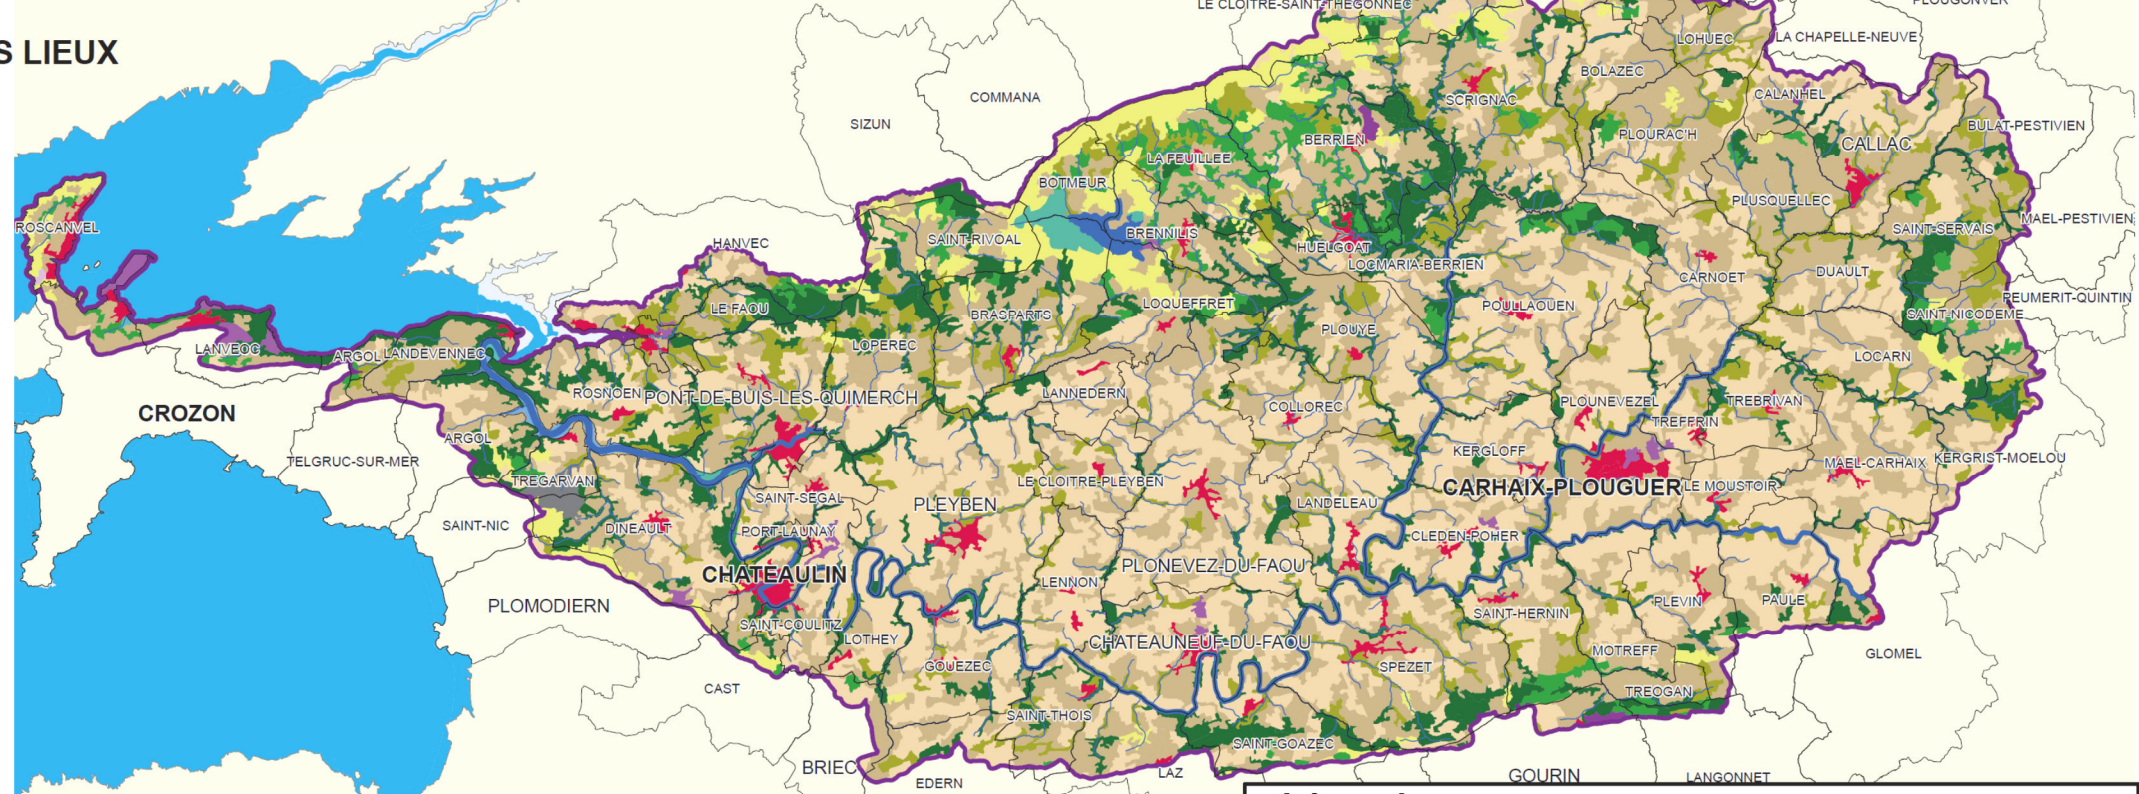 LE CLOITRE-SAINT-THEGONNEC
PLOUGONVER
S LIEUX
LOHUEC
LA CHAPELLE-NEUVE
BOLAZEC
COMMANA
SCRIGNAC
CALANHEL
SIZUN
BULAT-PESTIVIEN
BERRIEN
PLOURAC'H
CALLAC
LA FEUILLEE
BOTMEUR
PLUSQUELLEC
MAEL-PESTIVIEN
ROSCANVEL
SAINT-SERVAIS
BRENNILIS
SAINT-RIVOAL
HANVEC
HUELGOAT
LOCMARIA-BERRIEN
CARNOET
DUAULT
PEUMERIT-QUINTIN
LE FAOU
LOQUEFFRET
POULLAOUEN
BRASPARTS
SAINT-NICODEME
PLOUYE
LOPEREC
LANVEOC
ARGOL
LANDEVENNEC
LOCARN
ROSNOEN
PONT-DE-BUIS-LES-QUIMERCH
LANNEDERN
PLOUNEVEZEL
TREBRIVAN
COLLOREC
CROZON
TREFFRIN
ARGOL
KERGLOFF
TELGRUC-SUR-MER
MAEL-CARHAIX
KERGRIST-MOELOU
TREGARVAN
LE CLOITRE-PLEYBEN
CARHAIX-PLOUGUER
LE MOUSTOIR
SAINT-SEGAL
PLEYBEN
LANDELEAU
SAINT-NIC
DINEAULT
PORT-LAUNAY
CLEDEN-POHER
PLONEVEZ-DU-FAOU
CHATEAULIN
LENNON
PLOMODIERN
PLEVIN
PAULE
SAINT-HERNIN
SAINT-COULITZ
LOTHEY
CHATEAUNEUF-DU-FAOU
MOTREFF
GLOMEL
GOUEZEC
SPEZET
CAST
TREOGAN
SAINT-THOIS
SAINT-GOAZEC
BRIEC
LAZ
GOURIN
LANGONNET
EDERN